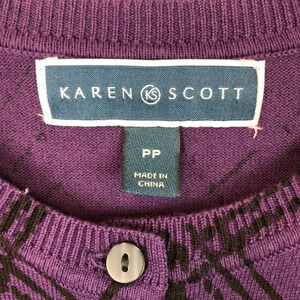 KAREN KS SCOTT
PP
MADE IN
CHINA